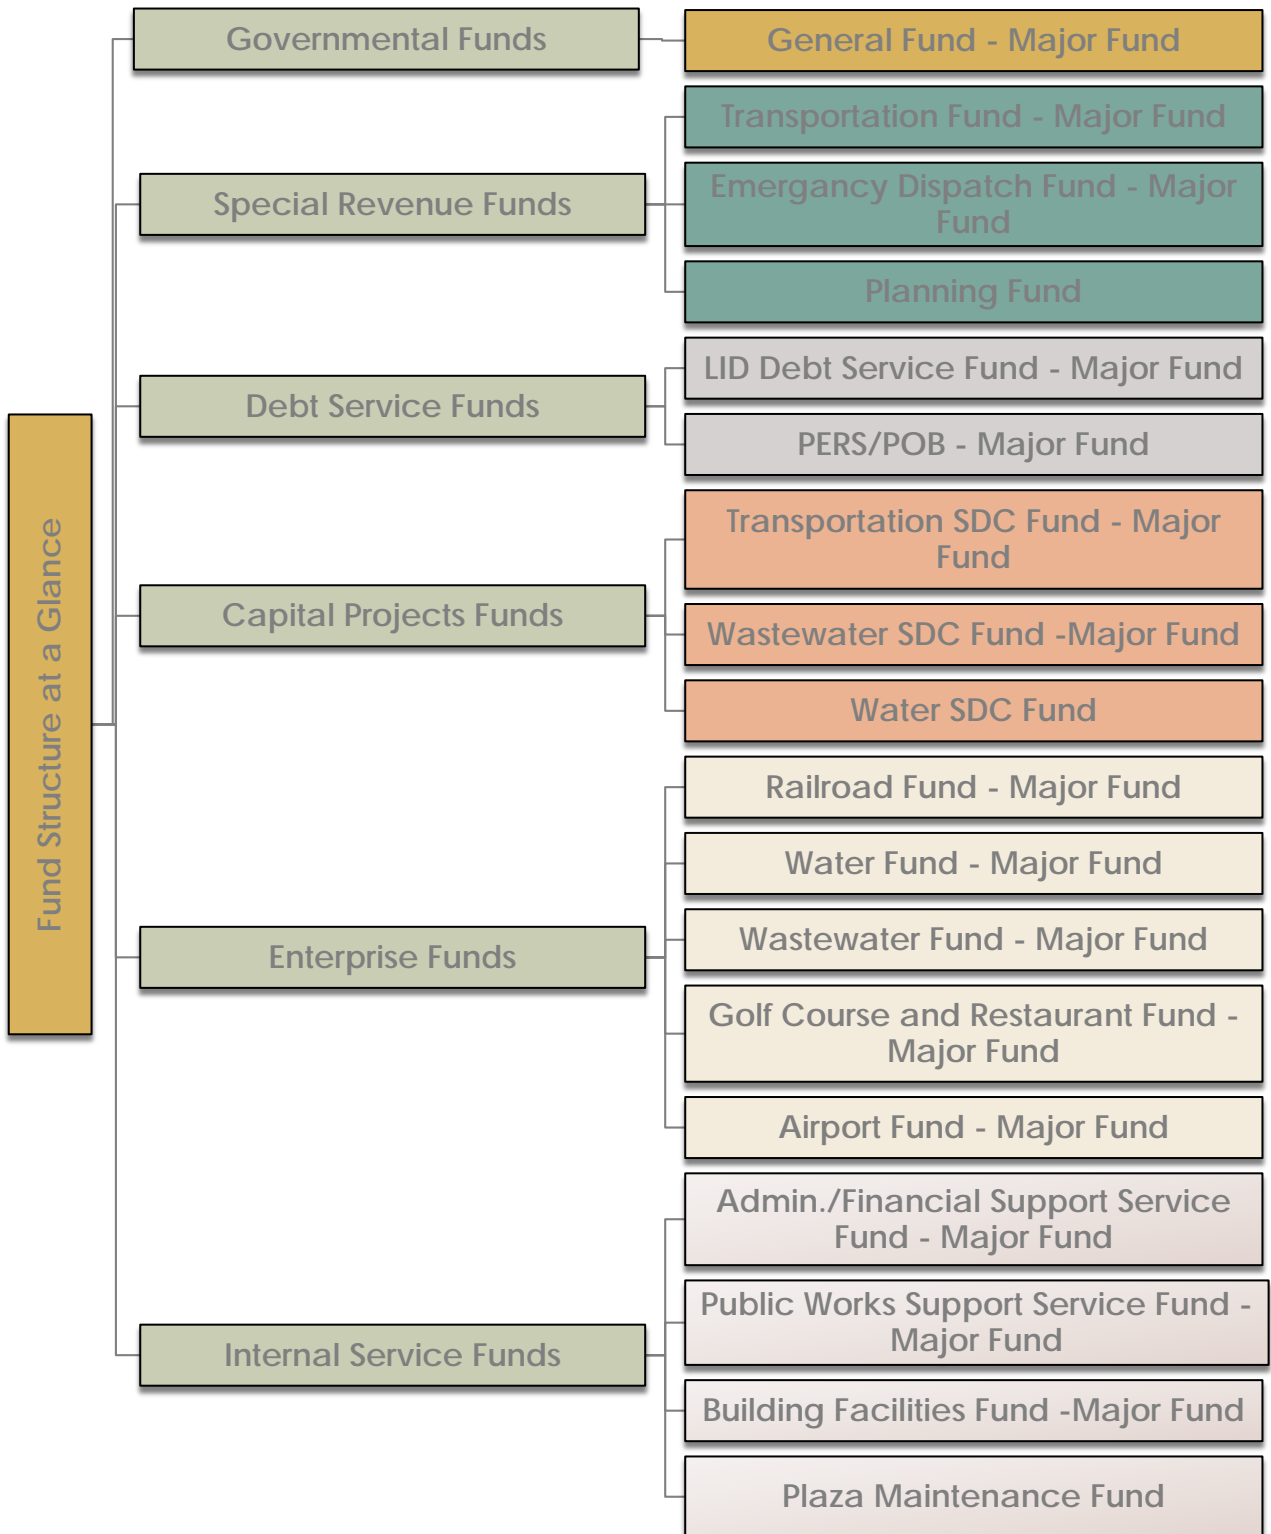 Fund Structure at a Glance
Governmental Funds
General Fund - Major Fund
Special Revenue Funds
Transportation Fund - Major Fund
Emergancy Dispatch Fund - Major
Fund
Planning Fund
Debt Service Funds
LID Debt Service Fund - Major Fund
PERS/POB - Major Fund
Capital Projects Funds
Transportation SDC Fund - Major
Fund
Wastewater SDC Fund -Major Fund
Water SDC Fund
Enterprise Funds
Railroad Fund - Major Fund
Water Fund - Major Fund
Wastewater Fund - Major Fund
Golf Course and Restaurant Fund -
Major Fund
Airport Fund - Major Fund
Internal Service Funds
Admin./Financial Support Service
Fund - Major Fund
Public Works Support Service Fund -
Major Fund
Building Facilities Fund -Major Fund
Plaza Maintenance Fund